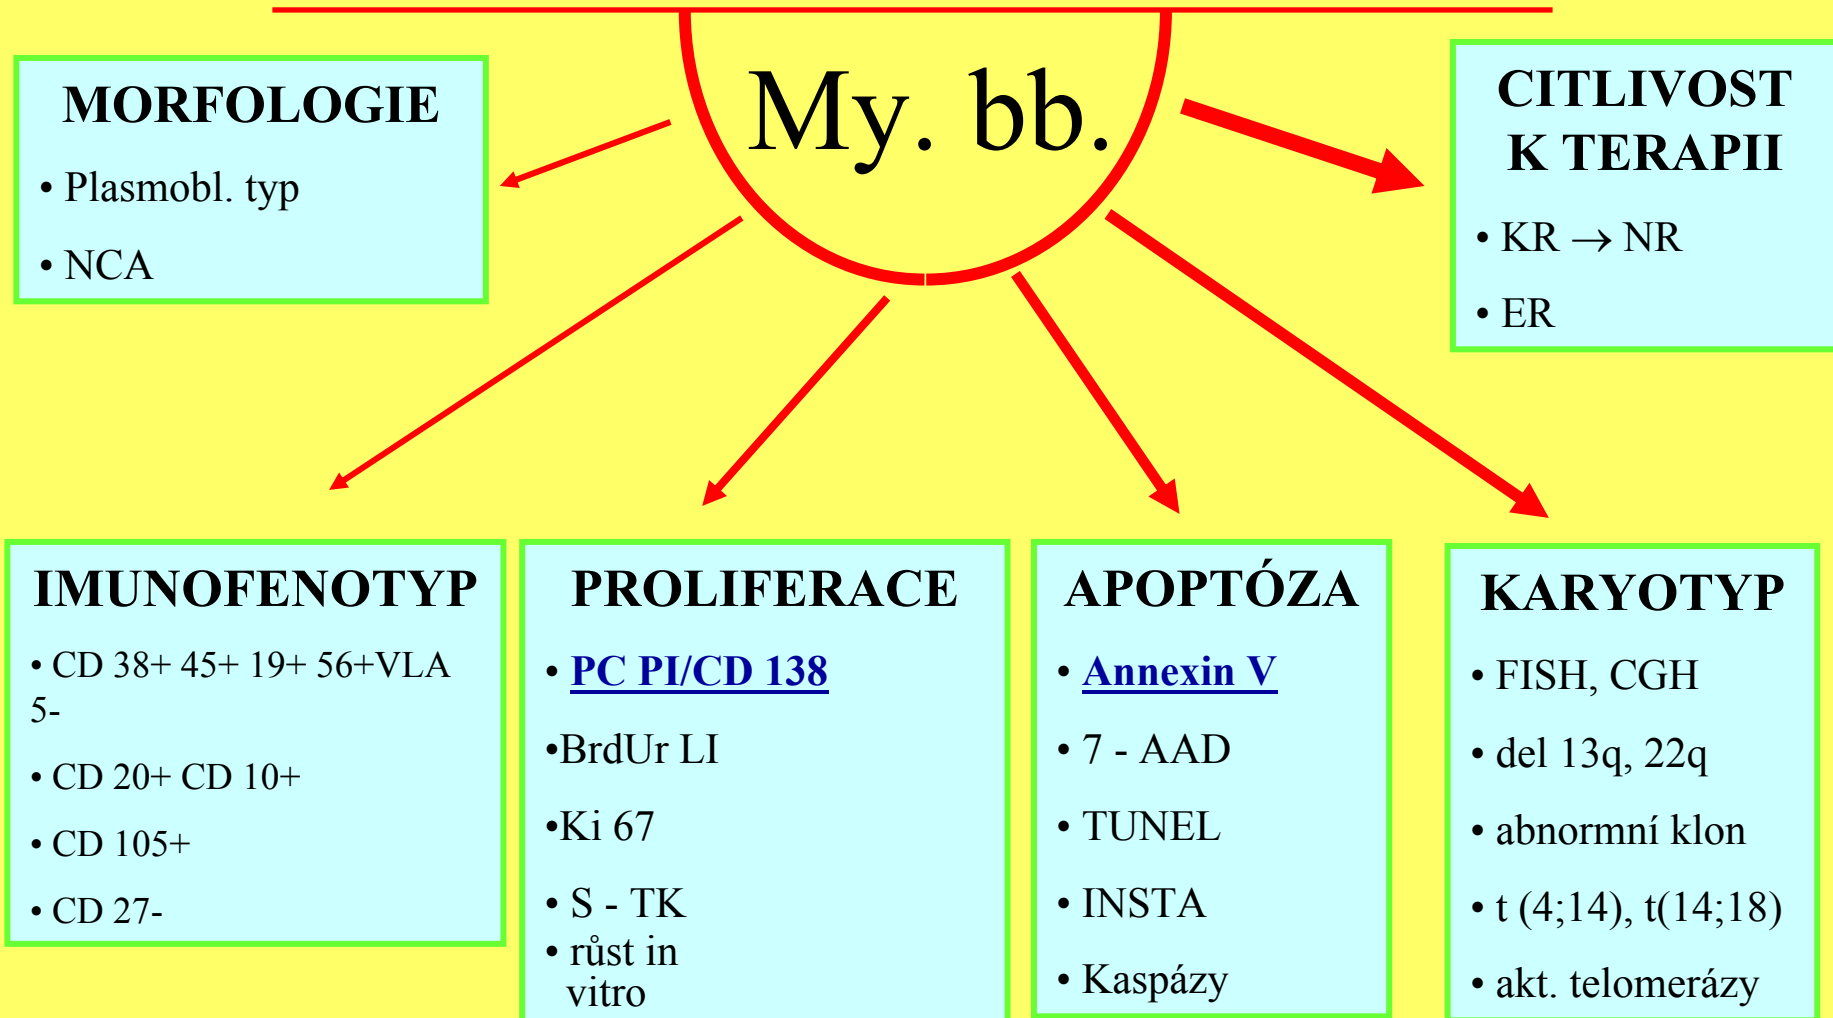 My. bb.
MORFOLOGIE
• Plasmobl. typ
• NCA
CITLIVOST
K TERAPII
• KR → NR
• ER
IMUNOFENOTYP
• CD 38+ 45+ 19+ 56+VLA
5-
• CD 20+ CD 10+
• CD 105+
• CD 27-
PROLIFERACE
• PC PI/CD 138
•BrdUr LI
•Ki 67
• S - TK
• růst in
vitro
APOPTÓZA
• Annexin V
• 7 - AAD
• TUNEL
• INSTA
• Kaspázy
KARYOTYP
• FISH, CGH
• del 13q, 22q
• abnormní klon
• t (4;14), t(14;18)
• akt. telomerázy